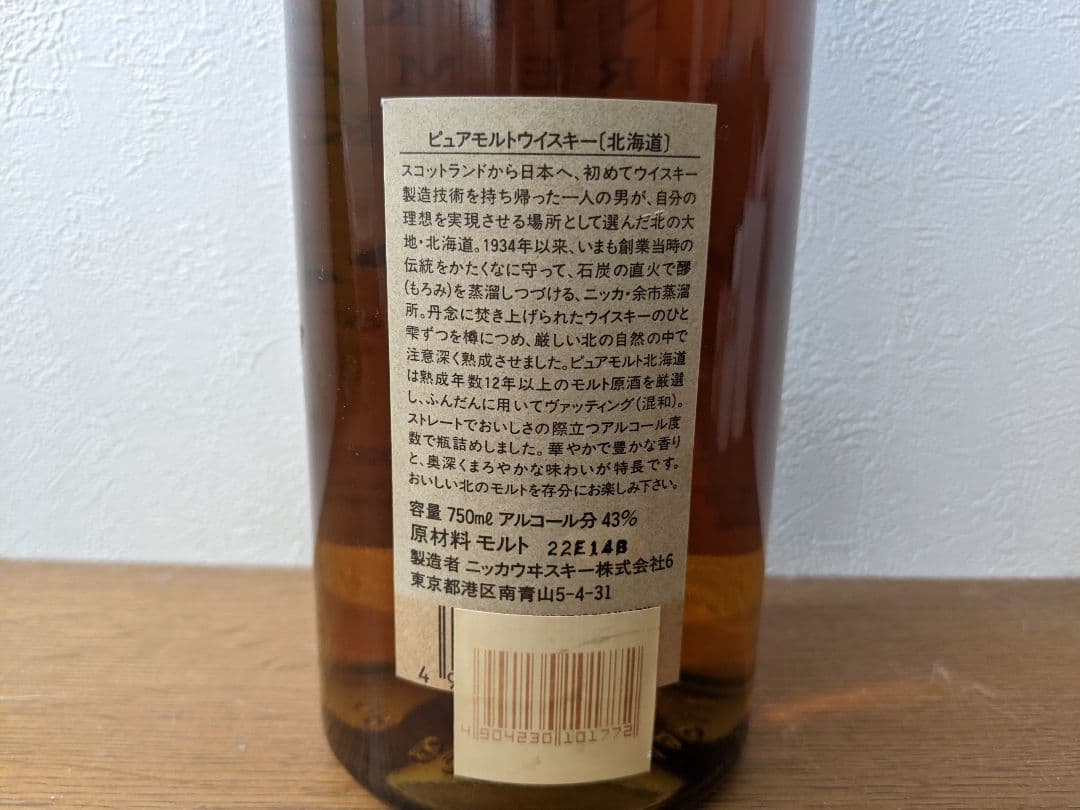 ピュアモルトウイスキー〔北海道〕
スコットランドから日本へ、初めてウイスキー
製造技術を持ち帰った一人の男が、自分の
理想を実現させる場所として選んだ北の大
地・北海道。1934年以来、いまも創業当時の
伝統をかたくなに守って、石炭の直火で醪
(もろみ)を蒸溜しつづける、ニッカ・余市蒸溜
所。丹念に焚き上げられたウイスキーのひと
雫ずつを樽につめ、厳しい北の自然の中で
注意深く熟成させました。ピュアモルト北海道
は熟成年数12年以上のモルト原酒を厳選
し、ふんだんに用いてヴァッティング(混和)。
ストレートでおいしさの際立つアルコール度
数で瓶詰めしました。華やかで豊かな香り
と、奥深くまろやかな味わいが特長です。
おいしい北のモルトを存分にお楽しみ下さい。
容量 750mℓ アルコール分 43%
原材料 モルト 22E14B
製造者 ニッカウヰスキー株式会社6
東京都港区南青山5-4-31
4 9
4 904230 101772